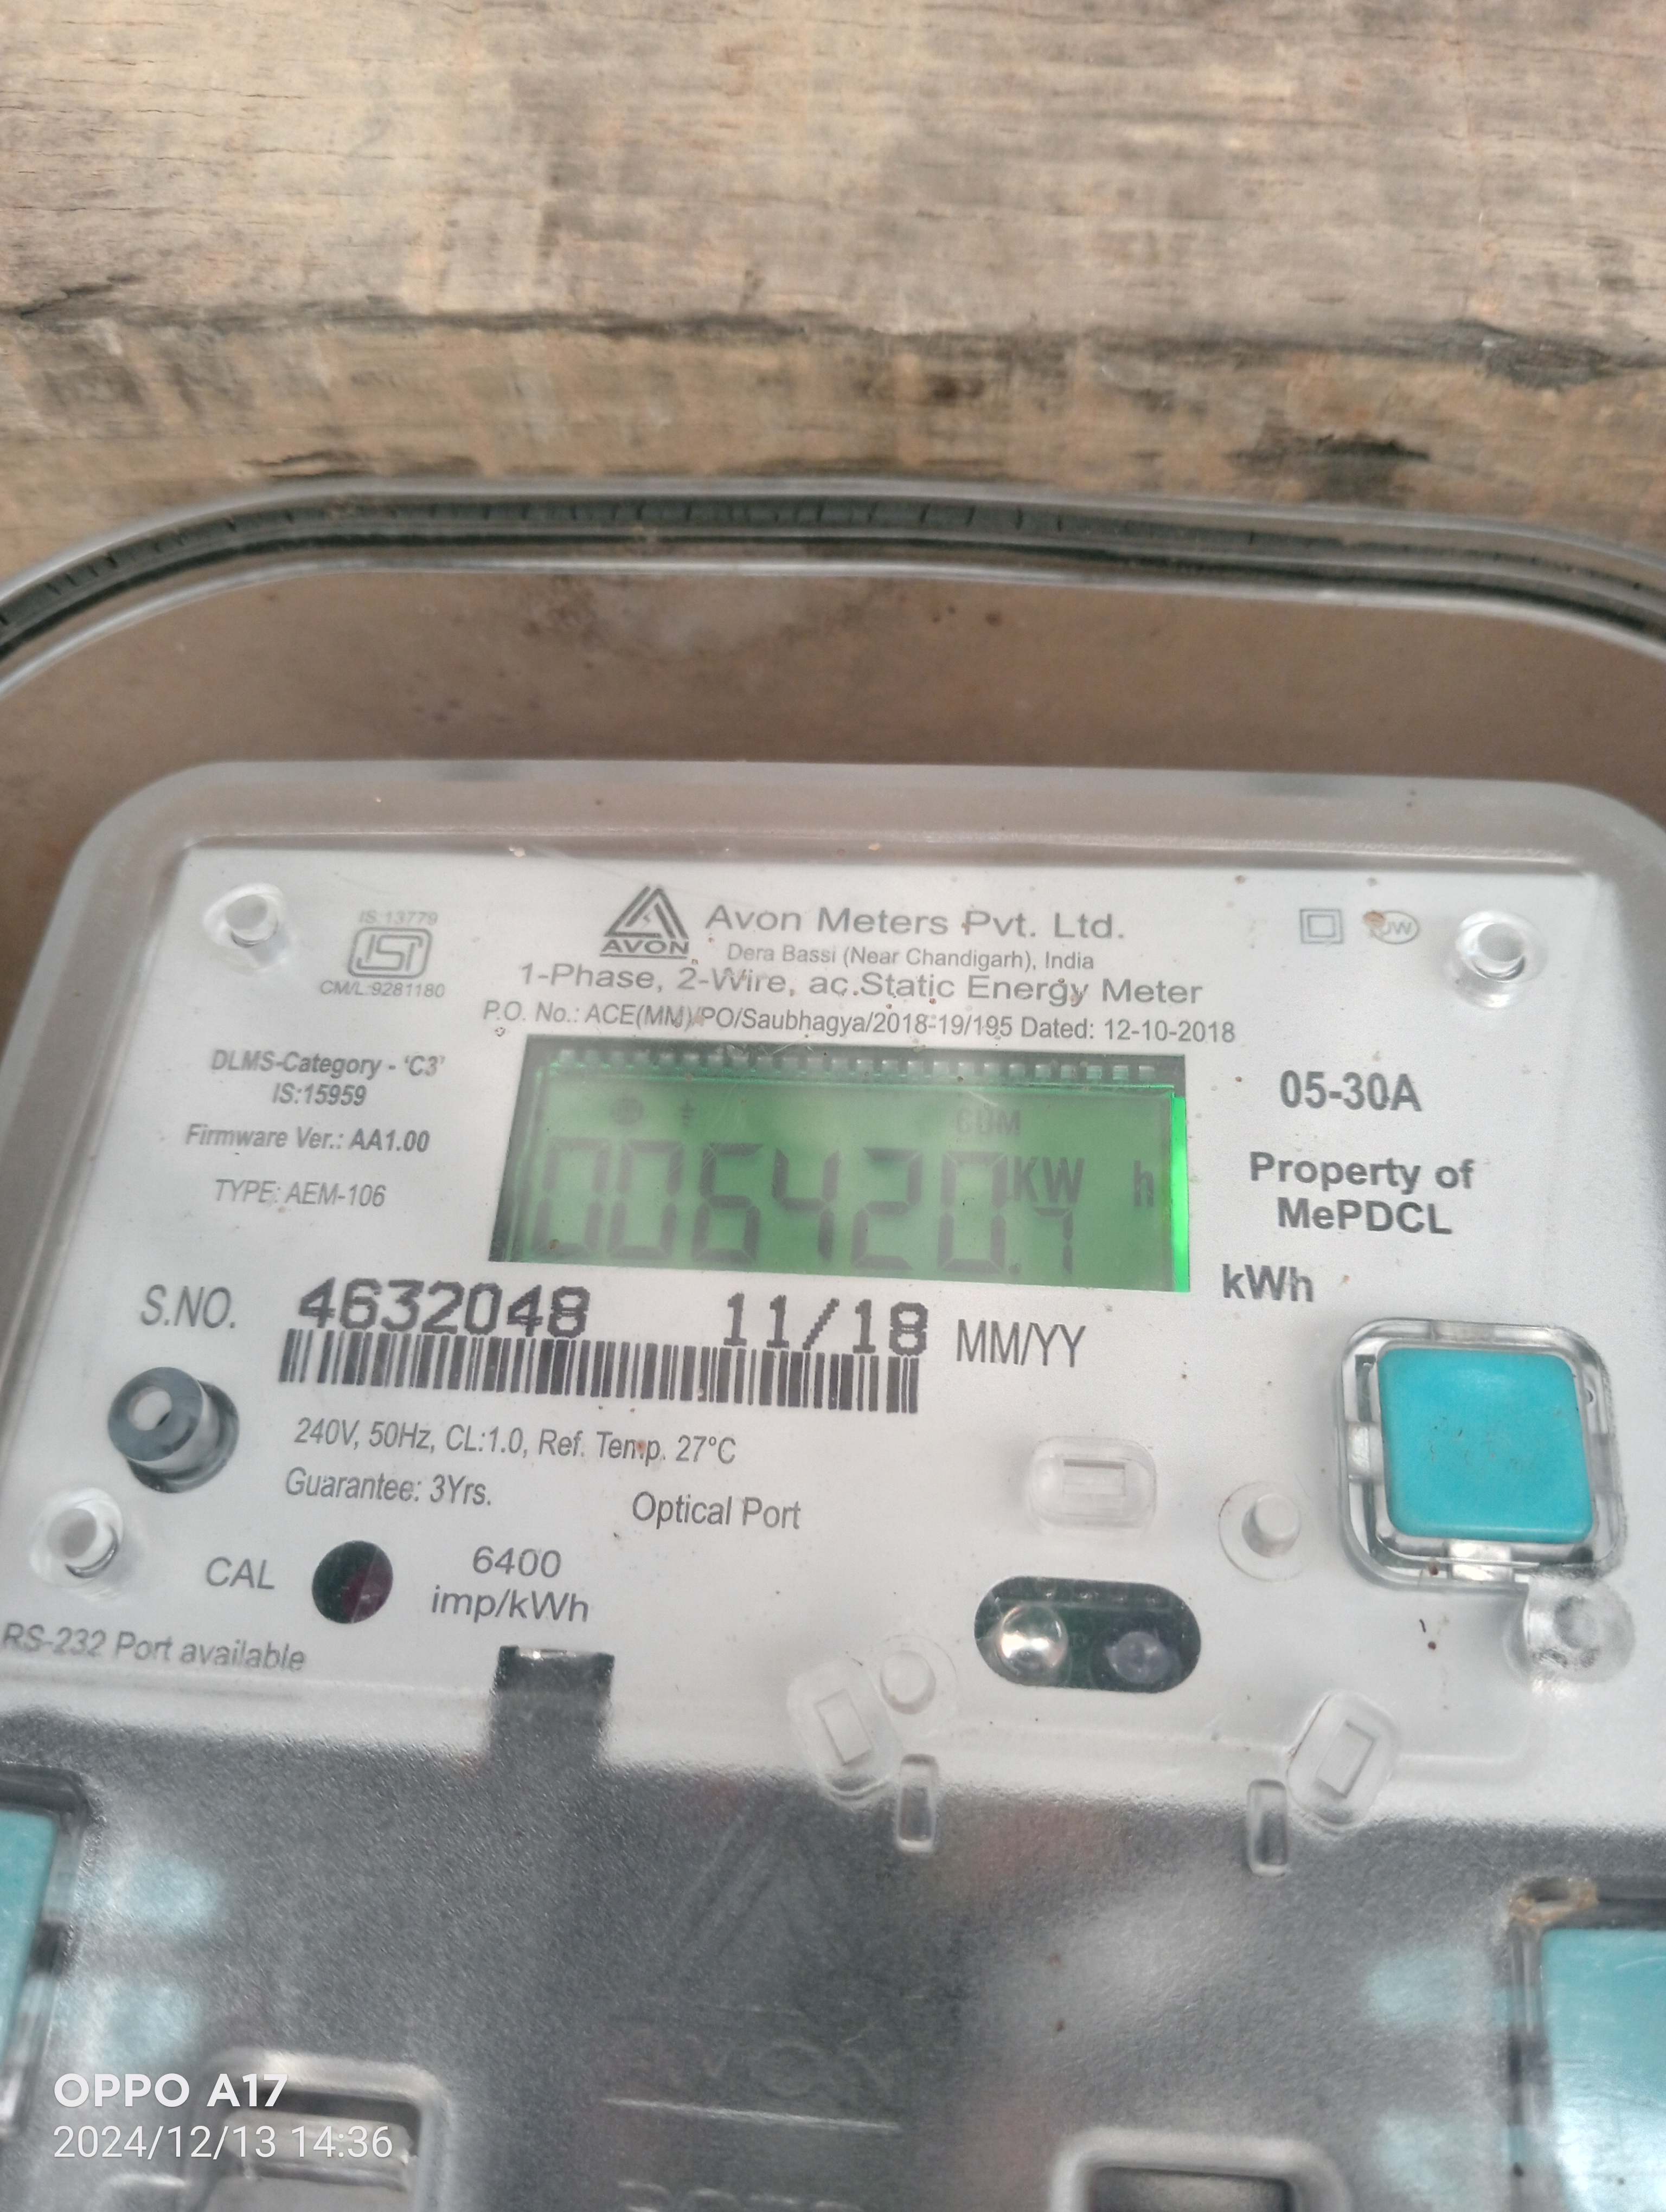 IS:13779
ISI
CM/L:9281180
AVON
Avon Meters Pvt. Ltd.
Dera Bassi (Near Chandigarh), India
1-Phase, 2-Wire, ac.Static Energy Meter
P.O. No.: ACE(MM)/PO/Saubhagya/2018-19/195 Dated: 12-10-2018
DLMS-Category - 'C3'
IS:15959
Firmware Ver.: AA1.00
TYPE: AEM-106
CUM
006420.7 KW h
05-30A
Property of
MePDCL
kWh
S.NO. 4632048 11/18 MM/YY
240V, 50Hz, CL:1.0, Ref. Temp. 27°C
Guarantee: 3Yrs.
Optical Port
CAL
6400
imp/kWh
RS-232 Port available
OPPO A17
2024/12/13 14:36